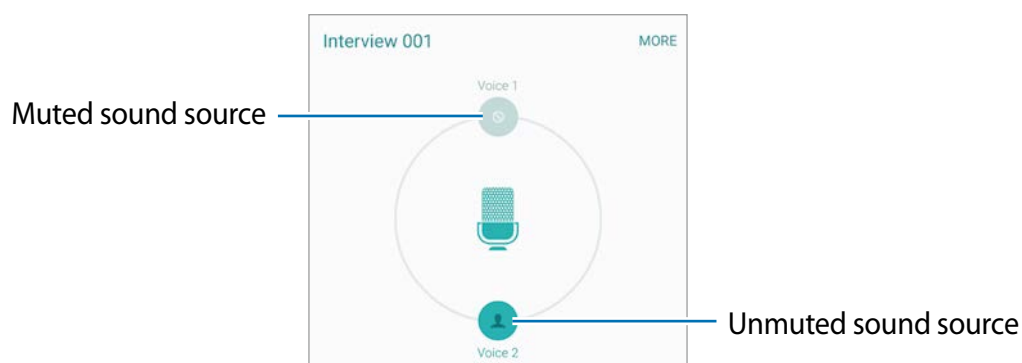 Interview 001
MORE
Voice 1
Muted sound source
Unmuted sound source
Voice 2